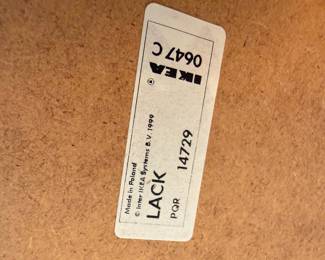 Made in Poland
© Inter IKEA Systems B.V. 1999
LACK
PQR 14729
IKEA ®
0647 C